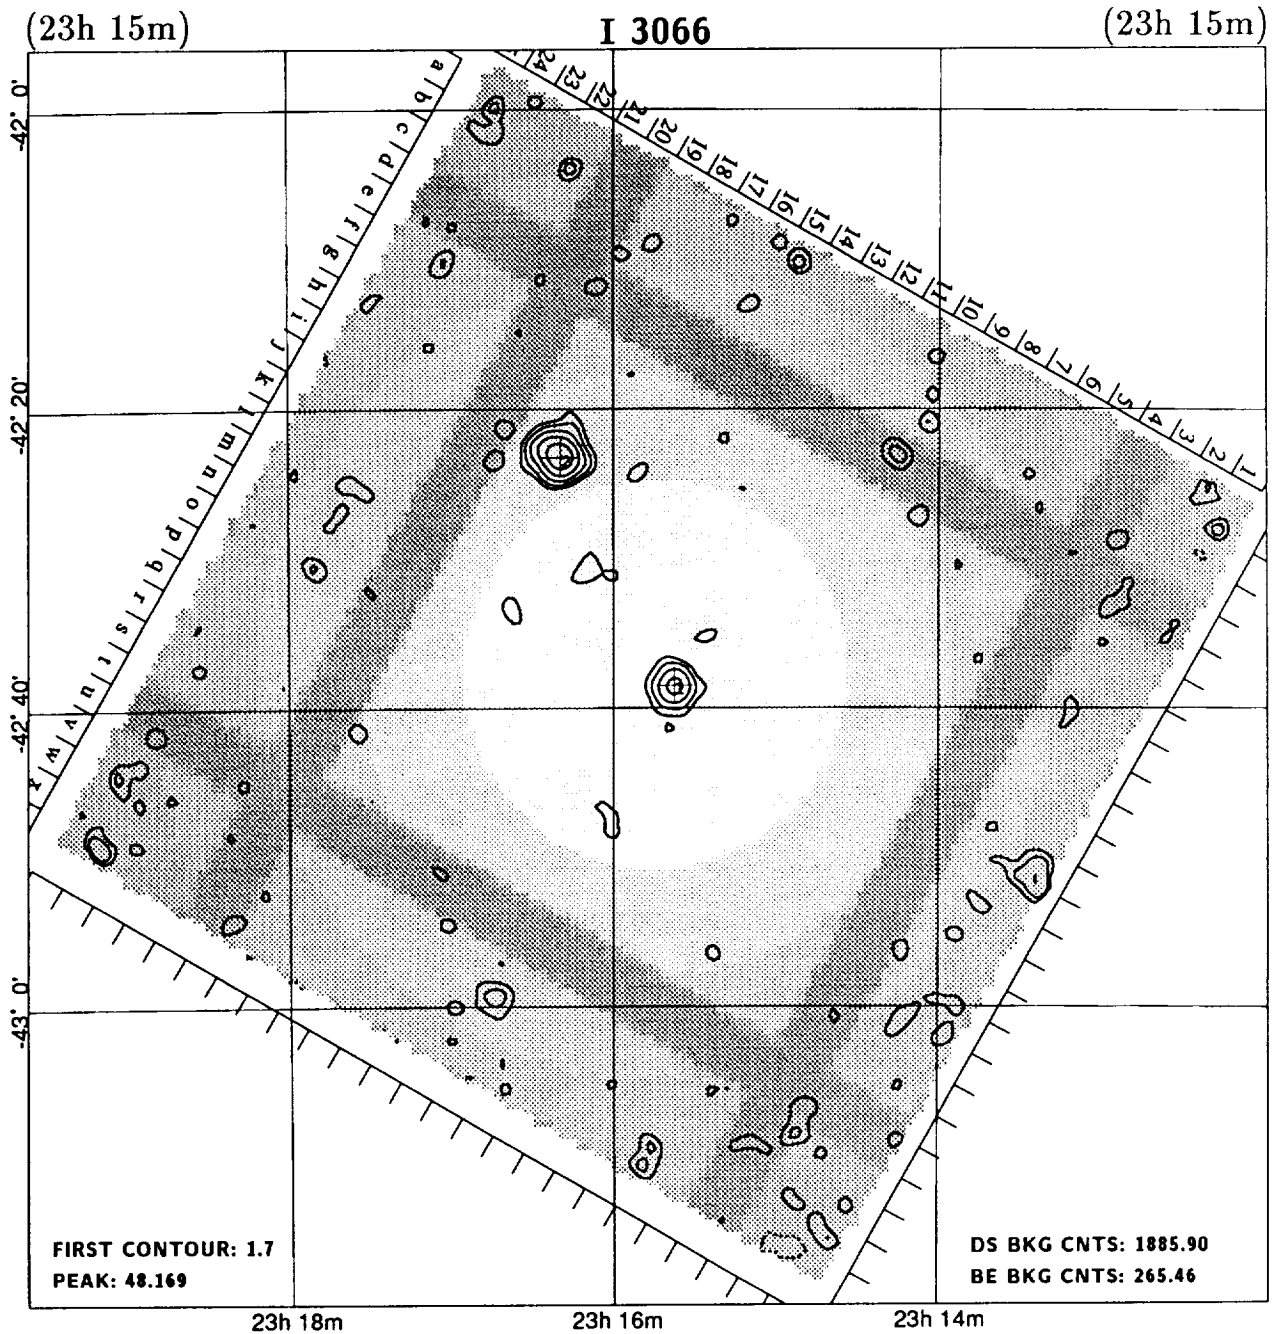 (23h 15m)
I 3066
(23h 15m)
24 23 22 21 20 19 18 17 16 15 14 13 12 11 10 9 8 7 6 5 4 3 2 1
a b c d e f g h i j k l m n o p q r s t u v w x
-42° 0'
-42° 20'
-42° 40'
-43° 0'
FIRST CONTOUR: 1.7
PEAK: 48.169
DS BKG CNTS: 1885.90
BE BKG CNTS: 265.46
23h 18m
23h 16m
23h 14m